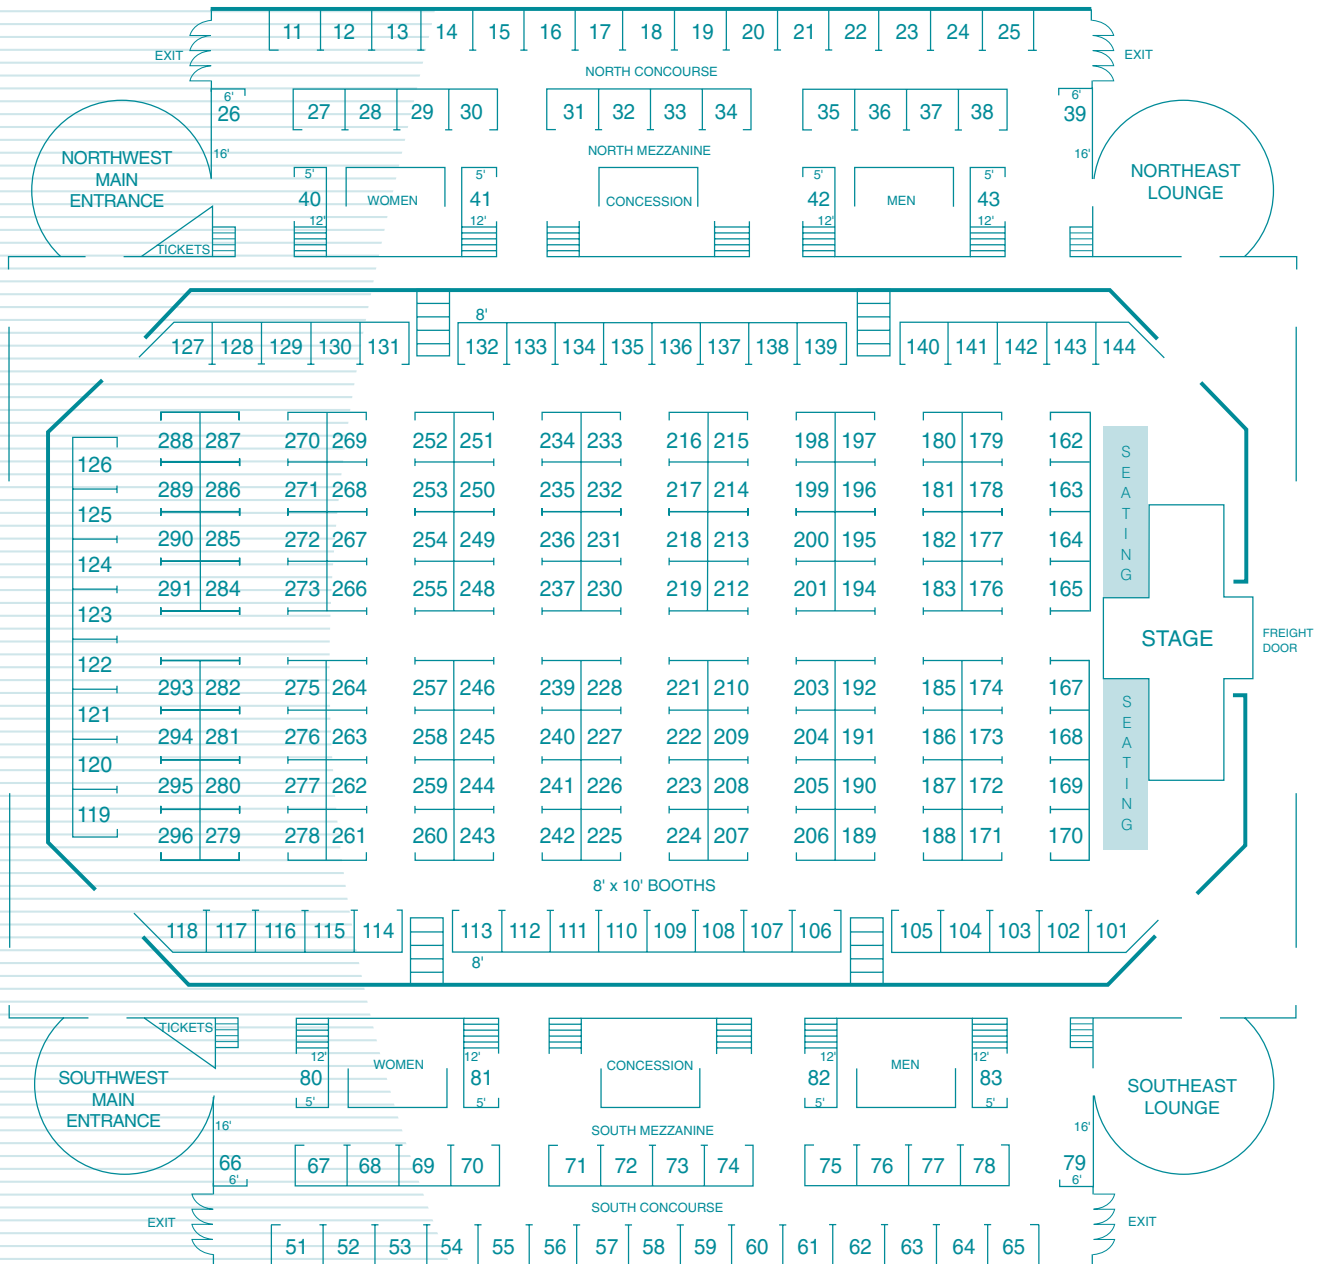 11 12 13 14 15 16 17 18 19 20 21 22 23 24 25
EXIT
EXIT
NORTH CONCOURSE
6'
26
27 28 29 30 31 32 33 34 35 36 37 38
6'
39
16'
16'
NORTH MEZZANINE
NORTHWEST
MAIN
ENTRANCE
NORTHEAST
LOUNGE
5' 5' 5' 5'
40 WOMEN 41 CONCESSION 42 MEN 43
12' 12' 12' 12'
TICKETS
8'
127 128 129 130 131 132 133 134 135 136 137 138 139 140 141 142 143 144
126
125
124
123
122
121
120
119
288 287 270 269 252 251 234 233 216 215 198 197 180 179 162
289 286 271 268 253 250 235 232 217 214 199 196 181 178 163
290 285 272 267 254 249 236 231 218 213 200 195 182 177 164
291 284 273 266 255 248 237 230 219 212 201 194 183 176 165
SEATING
STAGE
FREIGHT
DOOR
293 282 275 264 257 246 239 228 221 210 203 192 185 174 167
294 281 276 263 258 245 240 227 222 209 204 191 186 173 168
295 280 277 262 259 244 241 226 223 208 205 190 187 172 169
296 279 278 261 260 243 242 225 224 207 206 189 188 171 170
SEATING
8' x 10' BOOTHS
118 117 116 115 114 113 112 111 110 109 108 107 106 105 104 103 102 101
8'
TICKETS
12' 12' 12' 12'
80 WOMEN 81 CONCESSION 82 MEN 83
5' 5' 5' 5'
SOUTHWEST
MAIN
ENTRANCE
SOUTHEAST
LOUNGE
16'
16'
SOUTH MEZZANINE
66
6'
67 68 69 70 71 72 73 74 75 76 77 78
79
6'
SOUTH CONCOURSE
EXIT
EXIT
51 52 53 54 55 56 57 58 59 60 61 62 63 64 65